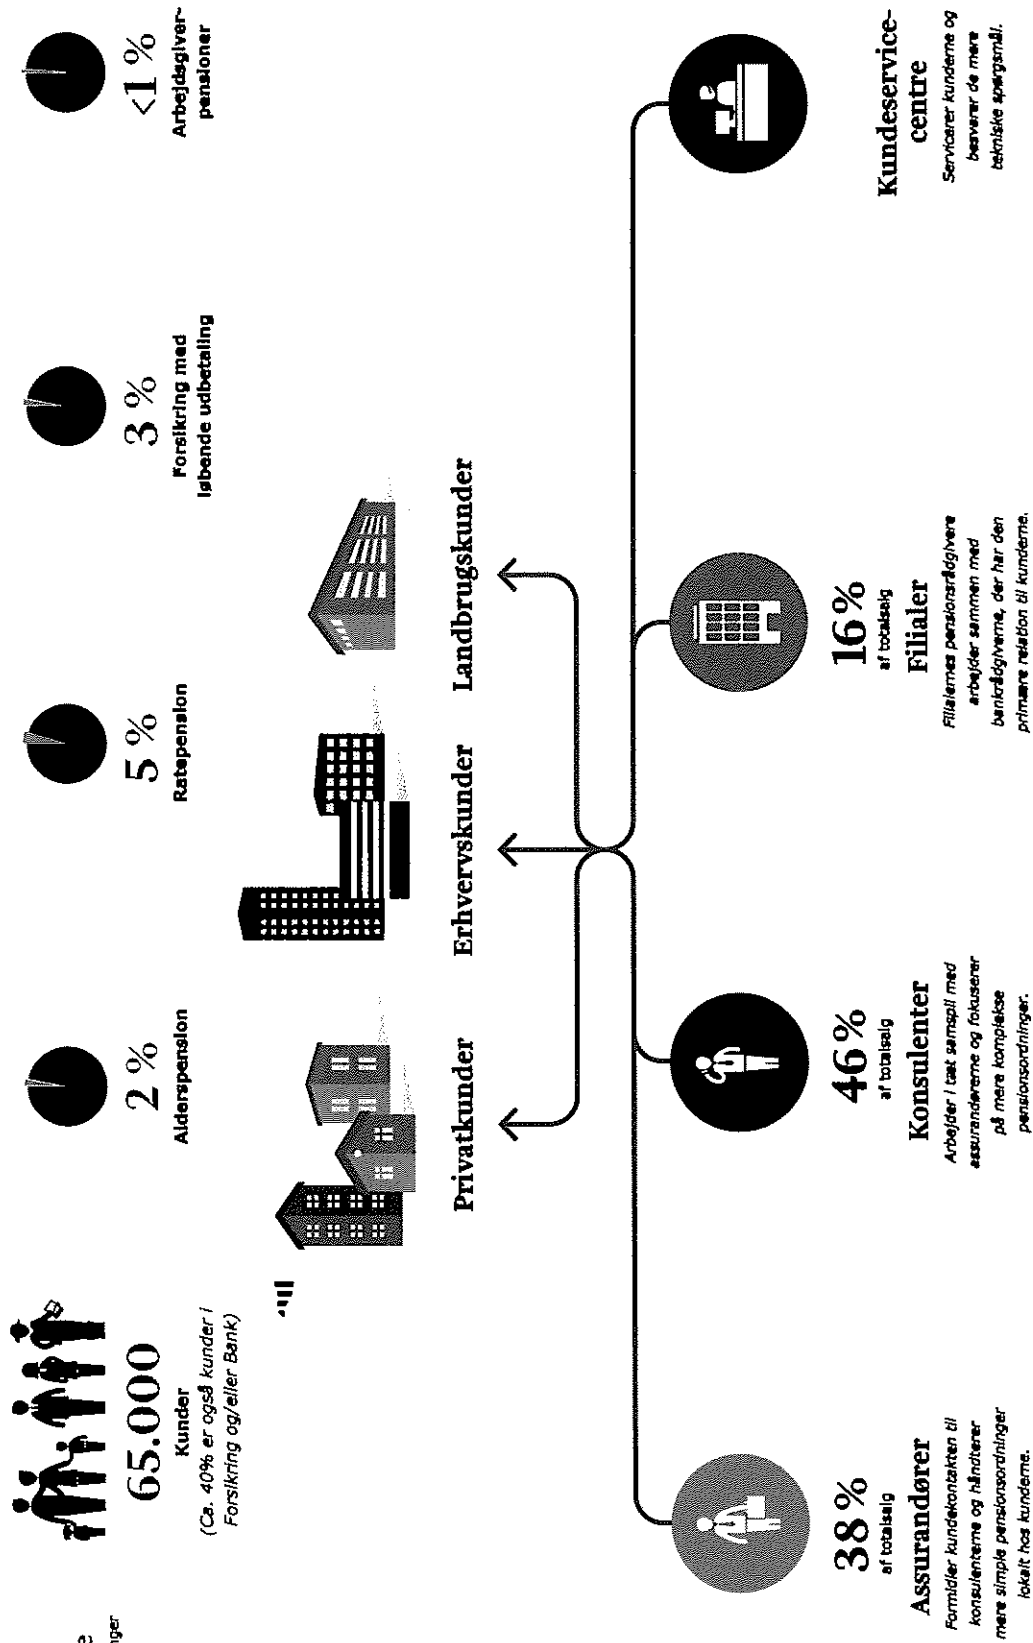 65.000
Kunder
(Ca. 40% er også kunder i
Forsikring og/eller Bank)
2 %
Alderspension
5 %
Ratepension
3 %
Forsikring med
løbende udbetaling
<1 %
Arbejdsgiver-
pensioner
Privatkunder
Erhvervskunder
Landbrugskunder
38%
af totalsalg
Assurandører
Formidler kundekontakten til
konsulenterne og håndterer
mere simple pensionsordninger
lokalt hos kunderne.
46%
af totalsalg
Konsulenter
Arbejder i tæt samspil med
assurandørerne og fokuserer
på mere komplekse
pensionsordninger.
16%
af totalsalg
Filialer
Filialernes pensionsrådgivere
arbejder sammen med
bankrådgiverne, der har den
primære relation til kunderne.
Kundeservice-
centre
Servicerer kunderne og
besvarer de mere
tekniske spørgsmål.